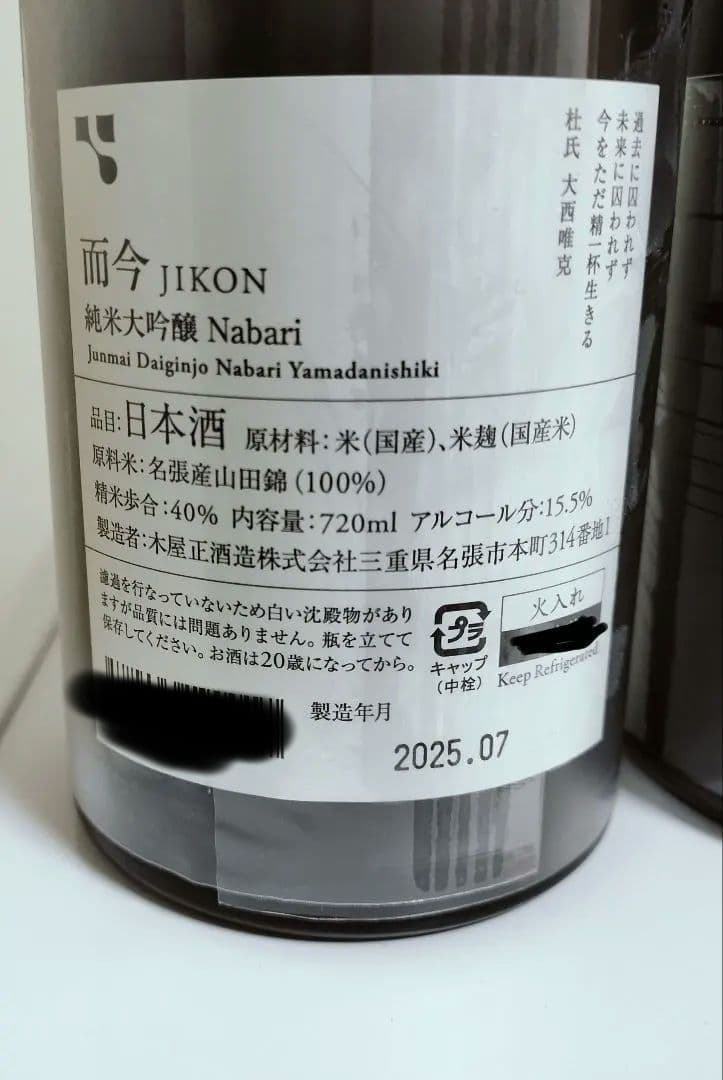 過去に囚われず
未来に囚われず
今をただ精一杯生きる
杜氏 大西唯克
而今 JIKON
純米大吟醸 Nabari
Junmai Daiginjo Nabari Yamadanishiki
品目:日本酒 原材料:米(国産)、米麹(国産米)
原料米:名張産山田錦(100%)
精米歩合:40% 内容量:720ml アルコール分:15.5%
製造者:木屋正酒造株式会社三重県名張市本町314番地1
濾過を行なっていないため白い沈殿物があり
ますが品質には問題ありません。瓶を立てて
保存してください。お酒は20歳になってから。
プラ
キャップ
(中栓)
火入れ
Keep Refrigerated.
製造年月
2025.07